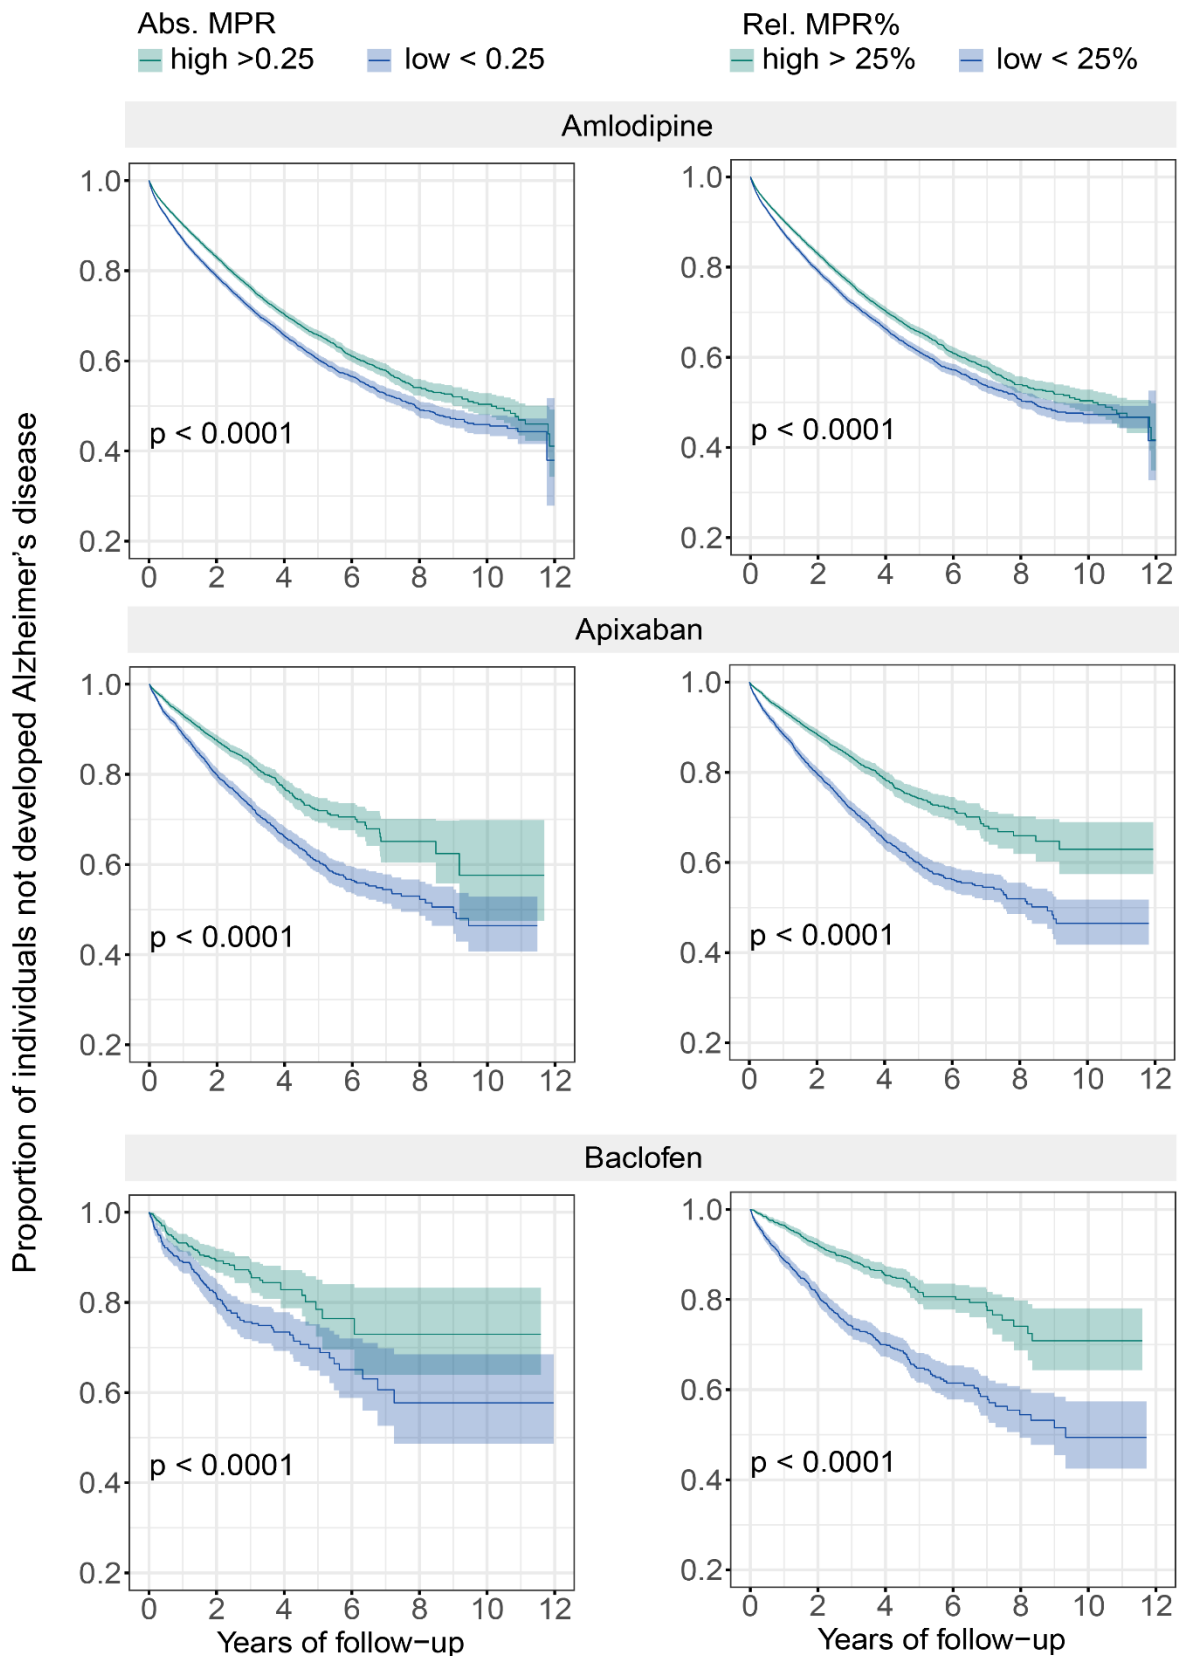 Abs. MPR
high >0.25 low < 0.25
Rel. MPR%
high > 25% low < 25%
Proportion of individuals not developed Alzheimer's disease
Amlodipine
1.0
0.8
0.6
0.4
0.2
p < 0.0001
0 2 4 6 8 10 12
1.0
0.8
0.6
0.4
0.2
p < 0.0001
0 2 4 6 8 10 12
Apixaban
1.0
0.8
0.6
0.4
0.2
p < 0.0001
0 2 4 6 8 10 12
1.0
0.8
0.6
0.4
0.2
p < 0.0001
0 2 4 6 8 10 12
Baclofen
1.0
0.8
0.6
0.4
0.2
p < 0.0001
0 2 4 6 8 10 12
Years of follow−up
1.0
0.8
0.6
0.4
0.2
p < 0.0001
0 2 4 6 8 10 12
Years of follow−up